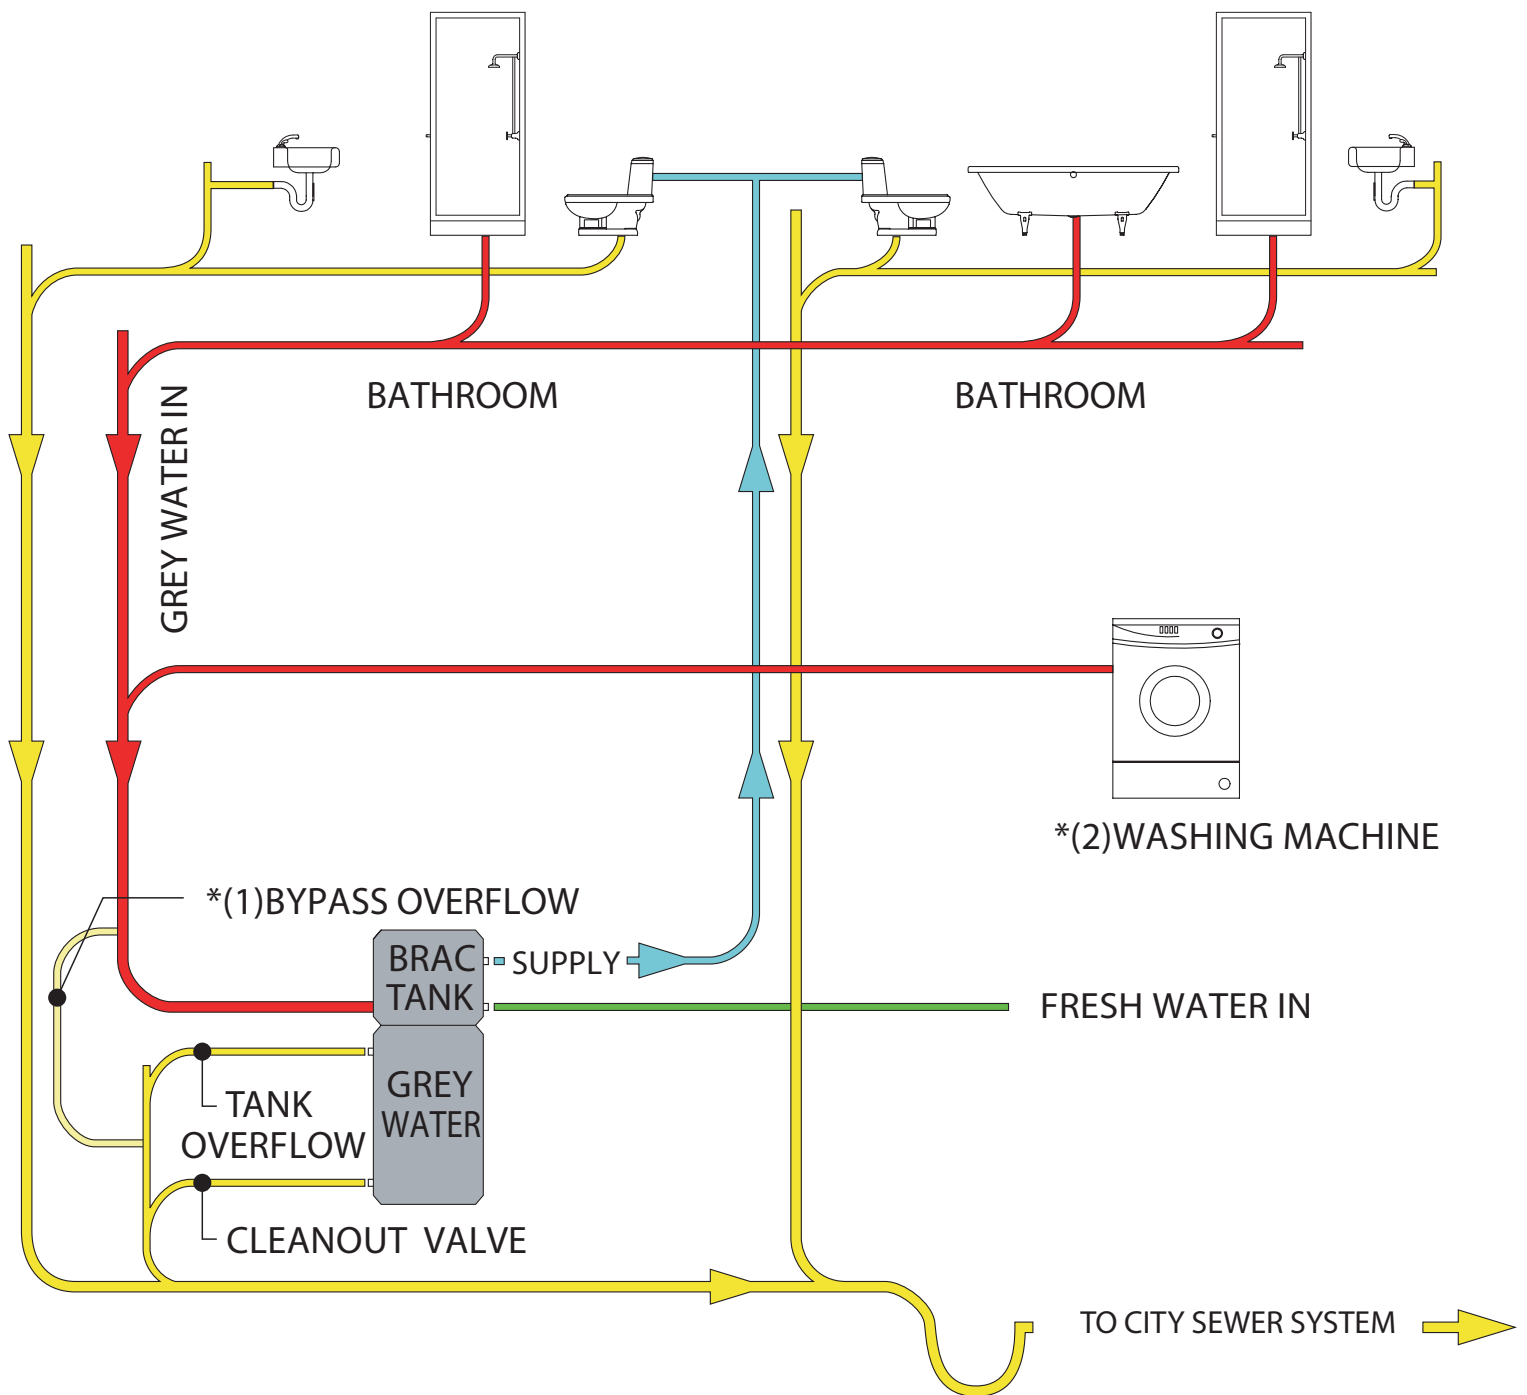 BATHROOM
BATHROOM
GREY WATER IN
*(2)WASHING MACHINE
*(1)BYPASS OVERFLOW
BRAC
TANK
SUPPLY
FRESH WATER IN
GREY
WATER
TANK
OVERFLOW
CLEANOUT VALVE
TO CITY SEWER SYSTEM